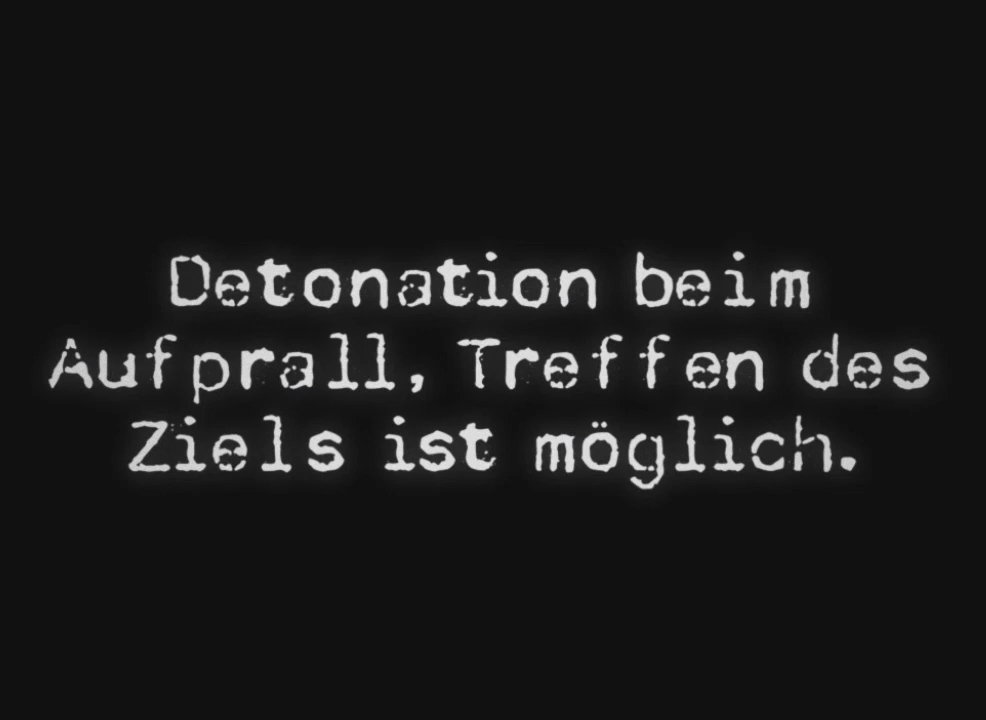 Detonation beim
Aufprall, Treffen des
Ziels ist möglich.